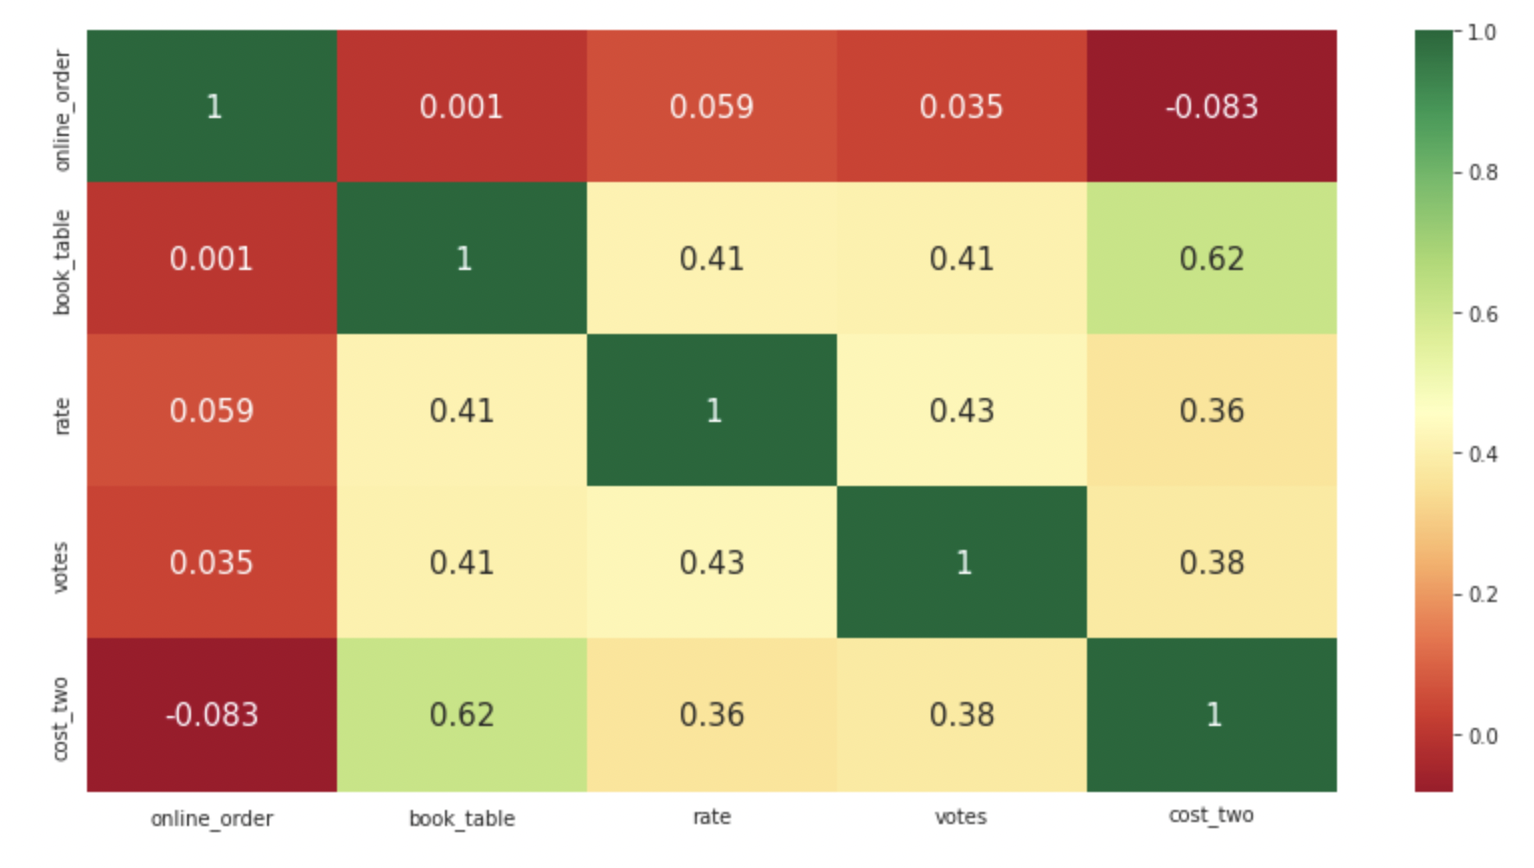 online_order 1 0.001 0.059 0.035 -0.083
book_table 0.001 1 0.41 0.41 0.62
rate 0.059 0.41 1 0.43 0.36
votes 0.035 0.41 0.43 1 0.38
cost_two -0.083 0.62 0.36 0.38 1
online_order book_table rate votes cost_two
1.0
0.8
0.6
0.4
0.2
0.0